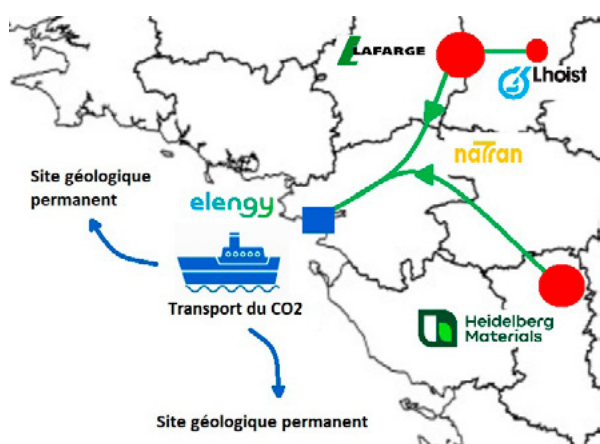 LAFARGE
Lhoist
naTran
Site géologique
permanent
elengy
Transport du CO2
Heidelberg
Materials
Site géologique permanent